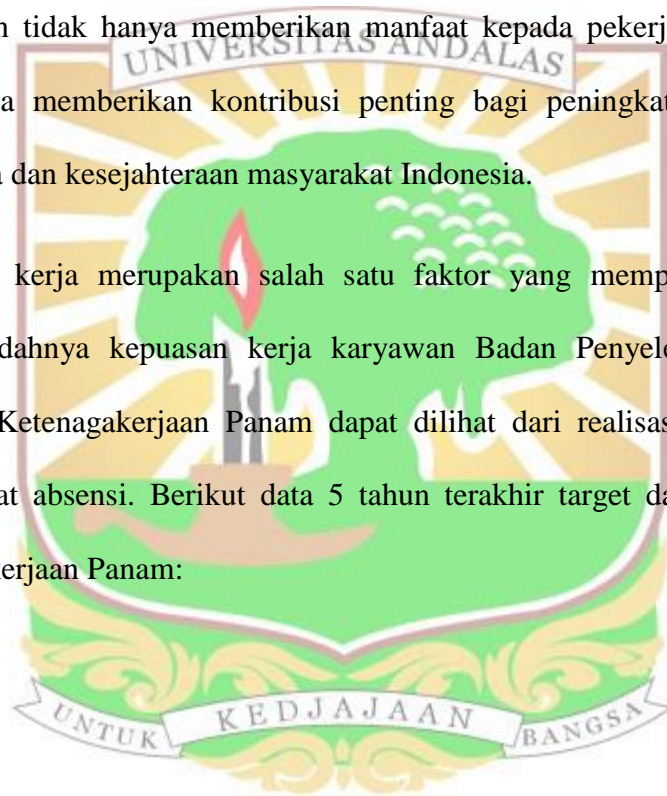 n tidak hanya memberikan manfaat kepada pekerj
UNIVERSITAS ANDALAS
a memberikan kontribusi penting bagi peningkat
dan kesejahteraan masyarakat Indonesia.
kerja merupakan salah satu faktor yang memp
dahnya kepuasan kerja karyawan Badan Penyele
Ketenagakerjaan Panam dapat dilihat dari realisas
at absensi. Berikut data 5 tahun terakhir target da
kerjaan Panam:
UNTUK KEDJAJAAN BANGSA